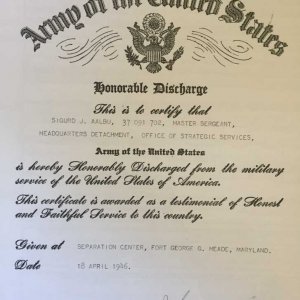 Army of the United States
Honorable Discharge
This is to certify that
SIGURD J. AALBU, 37 091 702, MASTER SERGEANT,
HEADQUARTERS DETACHMENT, OFFICE OF STRATEGIC SERVICES,
Army of the United States
is hereby Honorably Discharged from the military
service of the United States of America.
This certificate is awarded as a testimonial of Honest
and Faithful Service to this country.
Given at SEPARATION CENTER, FORT GEORGE G. MEADE, MARYLAND.
Date 18 APRIL 1946.